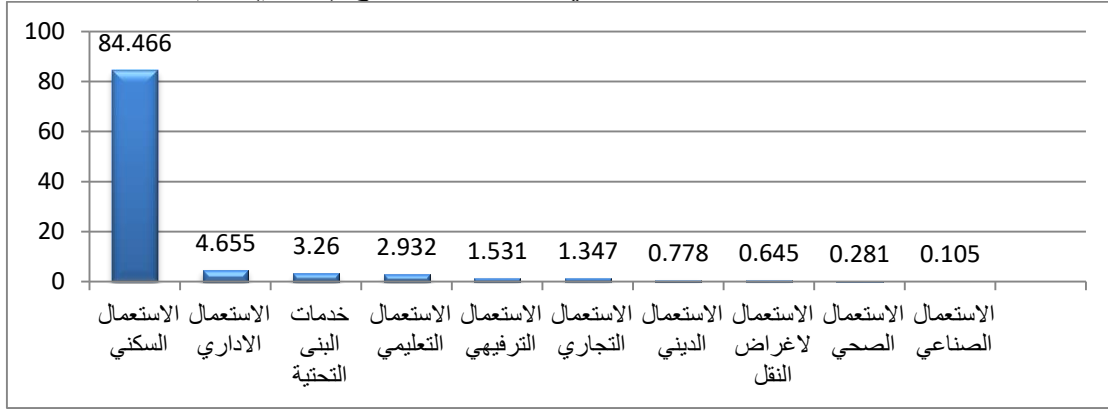 100
80
60
40
20
0
84.466
4.655
3.26
2.932
1.531
1.347
0.778
0.645
0.281
0.105
الاستعمال السكني
الاستعمال الاداري
خدمات البنى التحتية
الاستعمال التعليمي
الاستعمال الترفيهي
الاستعمال التجاري
الاستعمال الديني
الاستعمال لاغراض النقل
الاستعمال الصحي
الاستعمال الصناعي